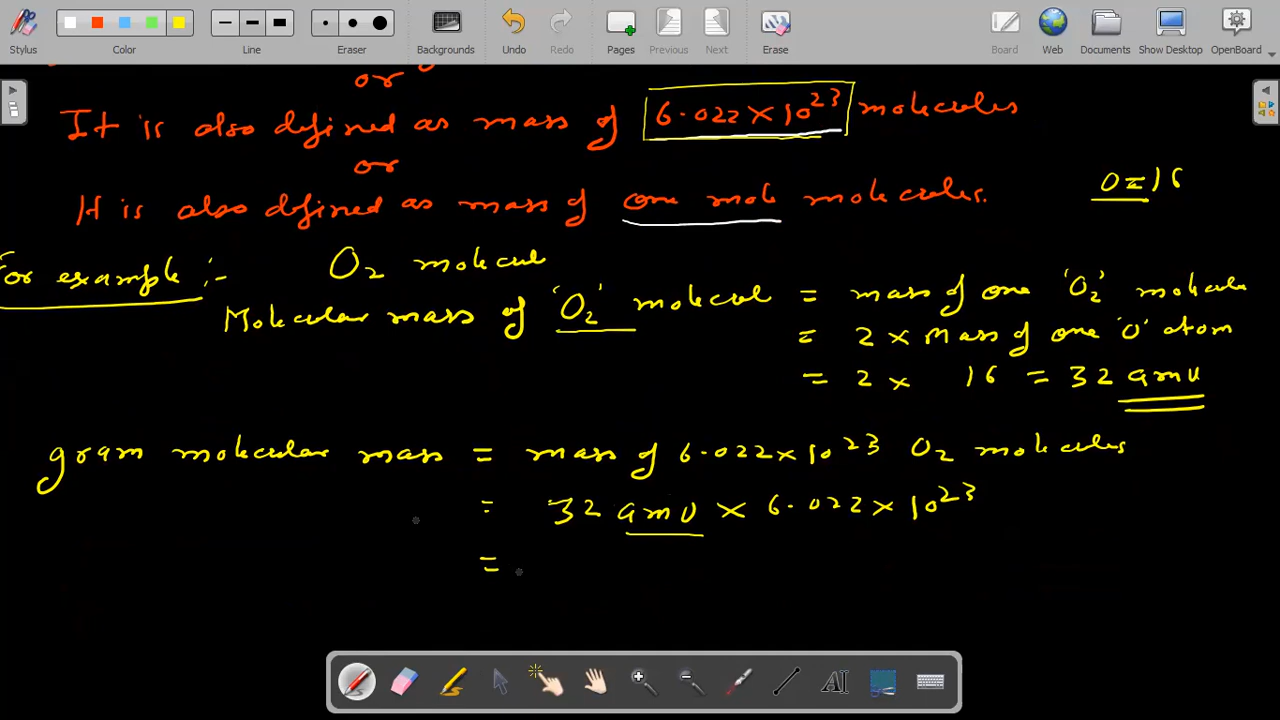 Stylus
Color
Line
Eraser
Backgrounds
Undo
Redo
Pages
Previous
Next
Erase
Board
Web
Documents
Show Desktop
OpenBoard
or
It is also defined as mass of 6.022×10²³ molecules
or
It is also defined as mass of one mole molecules.
O=16
For example :-
O₂ molecul
Molecular mass of 'O₂' molecul = mass of one 'O₂' molecule
= 2 × Mass of one 'O' atom
= 2 × 16 = 32 amu
gram molecular mass = mass of 6.022×10²³ O₂ molecules
= 32 amu × 6.022×10²³
=